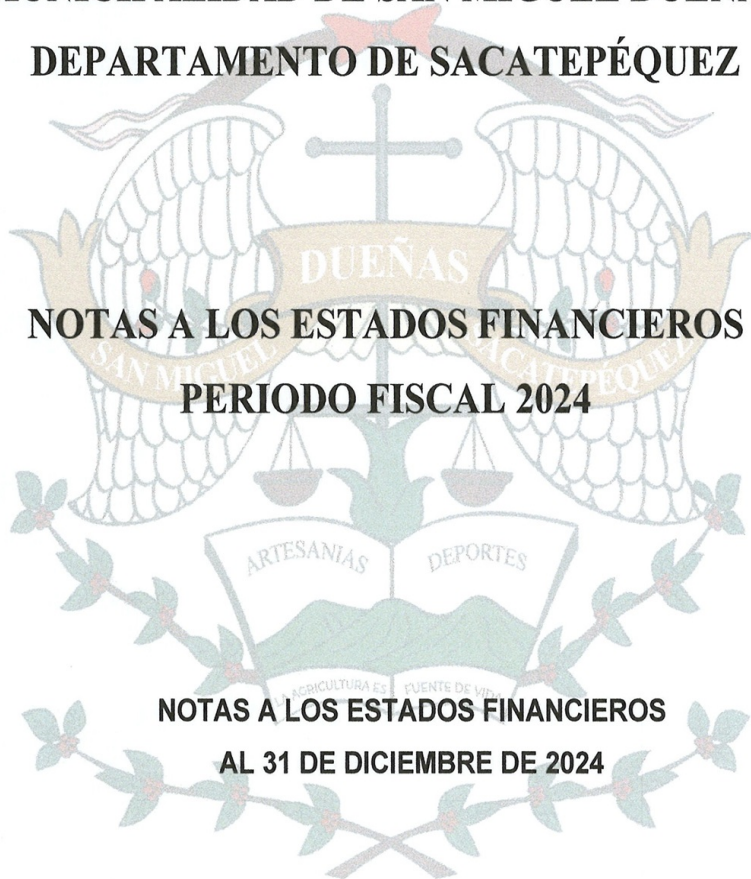 DEPARTAMENTO DE SACATEPÉQUEZ
DUEÑAS
NOTAS A LOS ESTADOS FINANCIEROS
SAN MIGUEL
SACATEPÉQUEZ
PERIODO FISCAL 2024
ARTESANIAS
DEPORTES
LA AGRICULTURA ES FUENTE DE VIDA
NOTAS A LOS ESTADOS FINANCIEROS
AL 31 DE DICIEMBRE DE 2024